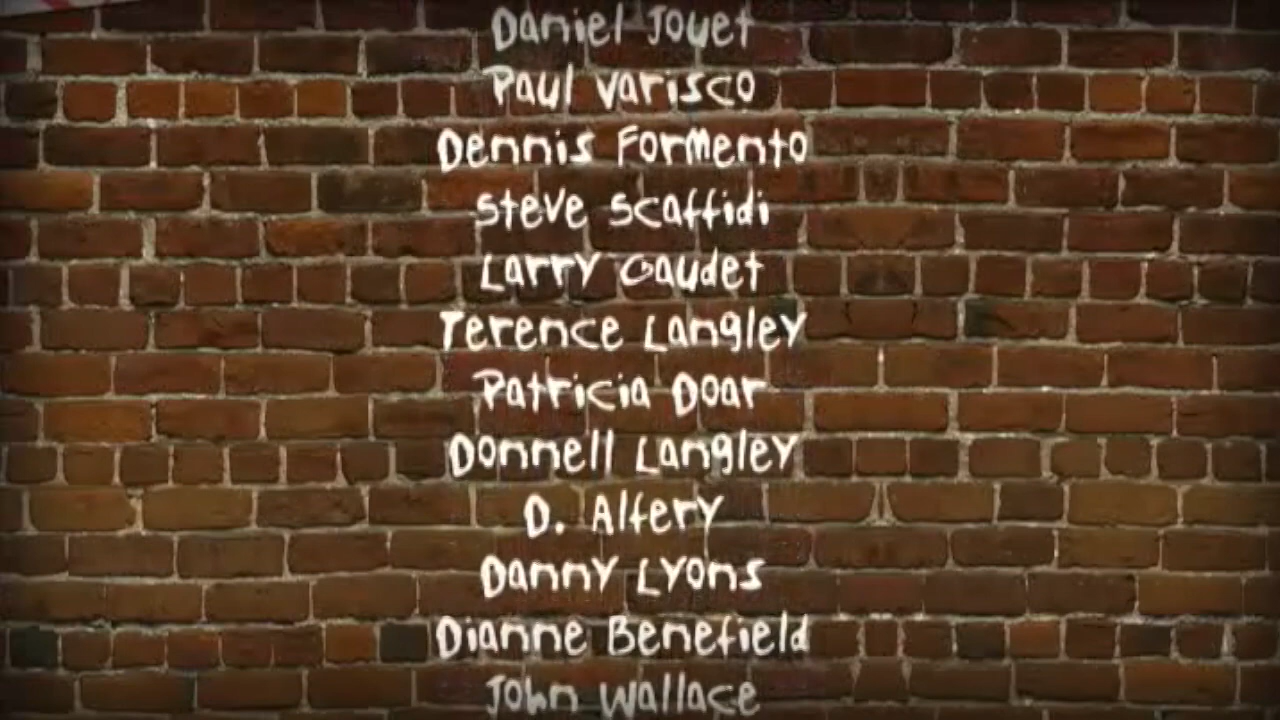 Daniel Jouet
Paul Varisco
Dennis Formento
Steve Scaffidi
Larry Gaudet
Terence Langley
Patricia Doar
Donnell Langley
D. Alfery
Danny Lyons
Dianne Benefield
John Wallace